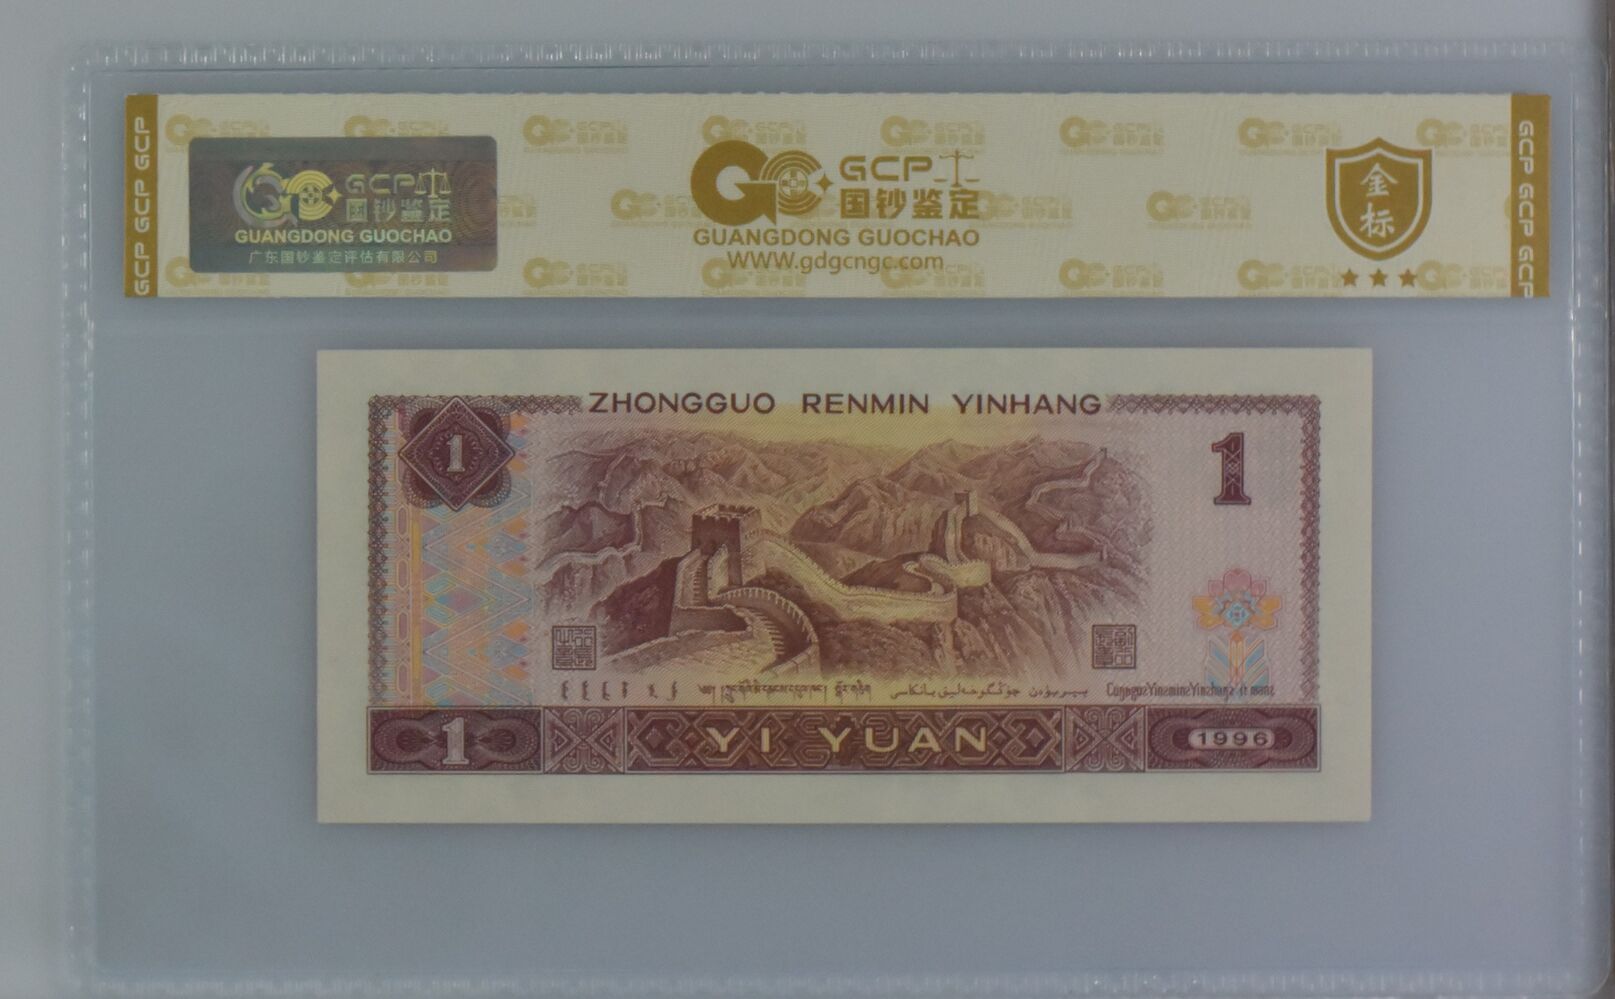 GCP GCP GCP
GCP 国钞鉴定
GUANGDONG GUOCHAO
广东国钞鉴定评估有限公司
GCP
国钞鉴定
GUANGDONG GUOCHAO
WWW.gdgcngc.com
金标
GCP GCP GCP
ZHONGGUO RENMIN YINHANG
1
1
1 YI YUAN 1996